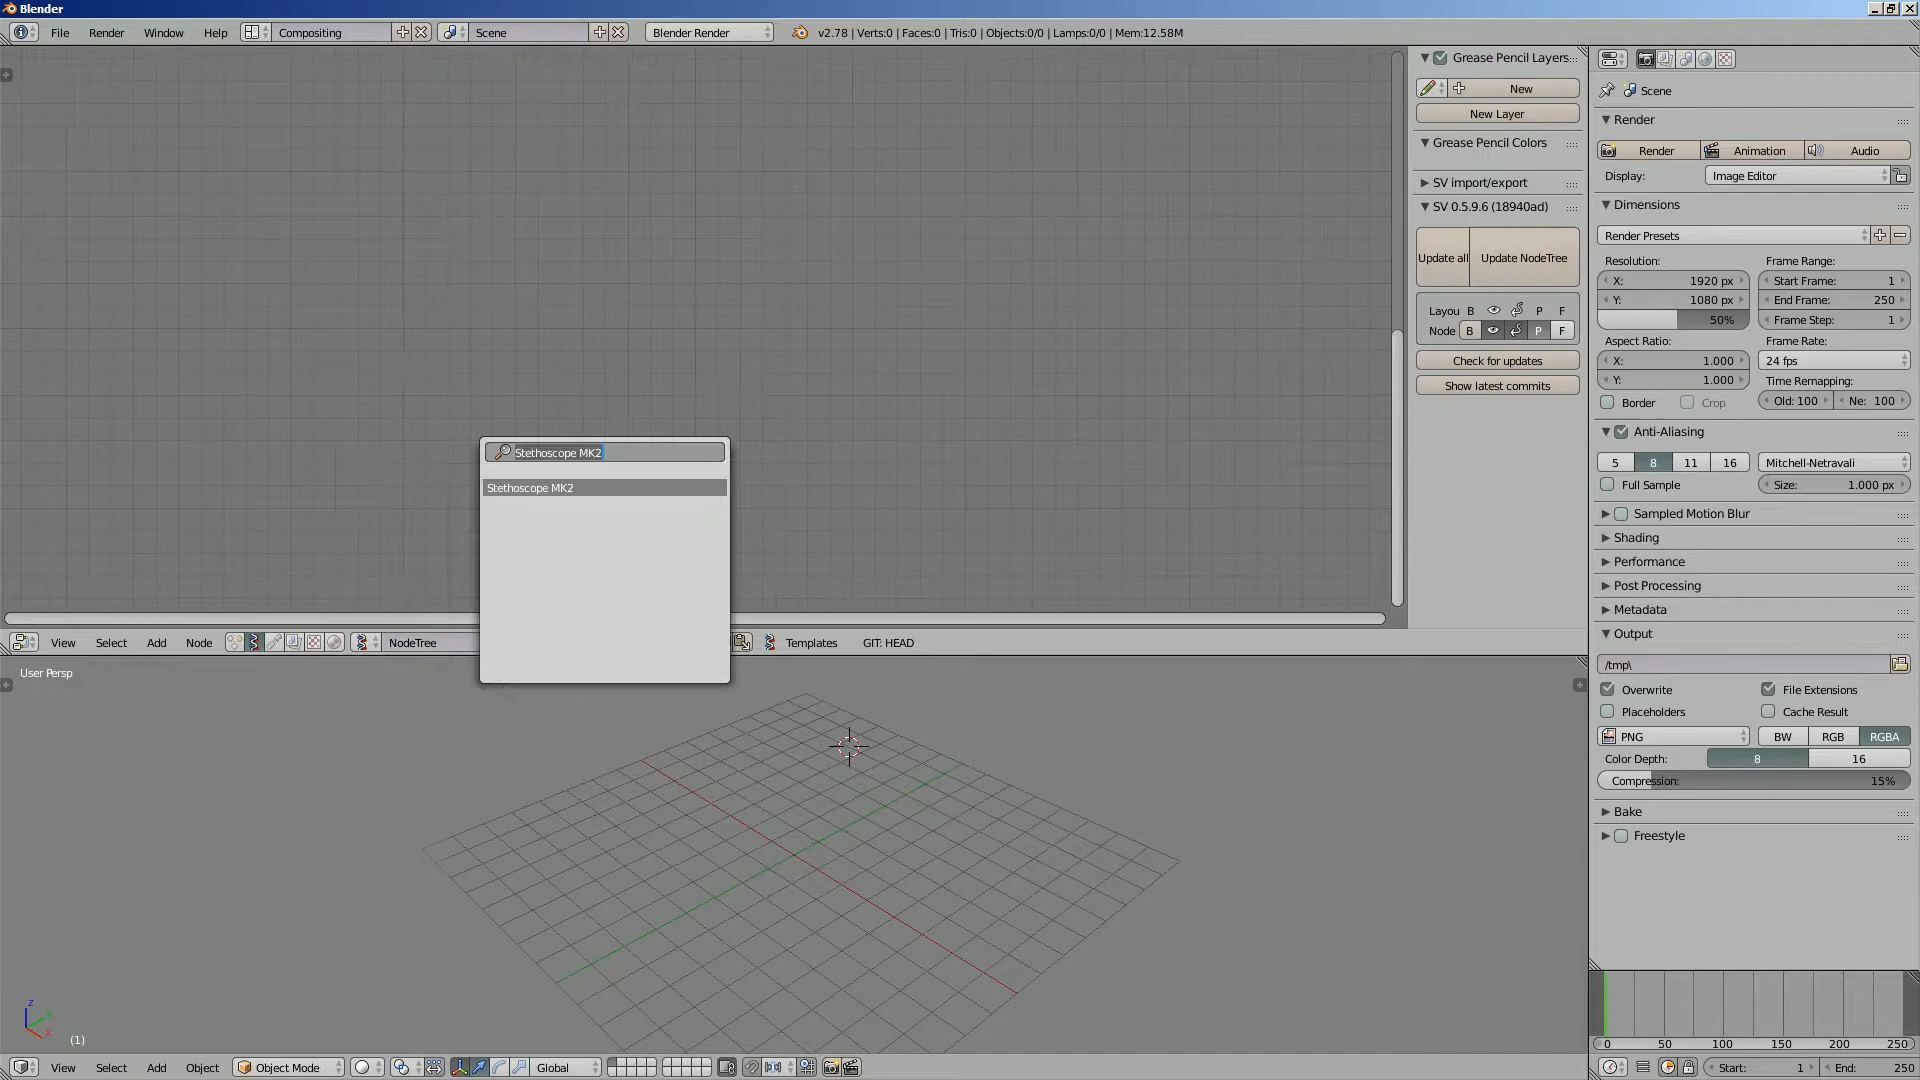 Blender
File Render Window Help Compositing Scene Blender Render v2.78 | Verts:0 | Faces:0 | Tris:0 | Objects:0/0 | Lamps:0/0 | Mem:12.58M
Grease Pencil Layers
New
New Layer
Grease Pencil Colors
SV import/export
SV 0.5.9.6 (18940ad)
Update all Update NodeTree
Layou B P F
Node B P F
Check for updates
Show latest commits
Scene
Render
Render Animation Audio
Display: Image Editor
Dimensions
Render Presets
Resolution: Frame Range:
X: 1920 px Start Frame: 1
Y: 1080 px End Frame: 250
50% Frame Step: 1
Aspect Ratio: Frame Rate:
X: 1.000 24 fps
Y: 1.000 Time Remapping:
Border Crop Old: 100 Ne: 100
Anti-Aliasing
5 8 11 16 Mitchell-Netravali
Full Sample Size: 1.000 px
Sampled Motion Blur
Shading
Performance
Post Processing
Metadata
Output
/tmp\
Overwrite File Extensions
Placeholders Cache Result
PNG BW RGB RGBA
Color Depth: 8 16
Compression: 15%
Bake
Freestyle
Stethoscope MK2
Stethoscope MK2
View Select Add Node NodeTree Templates GIT: HEAD
User Persp
z
y
x
(1)
View Select Add Object Object Mode Global
0 50 100 150 200 250
Start: 1 End: 250